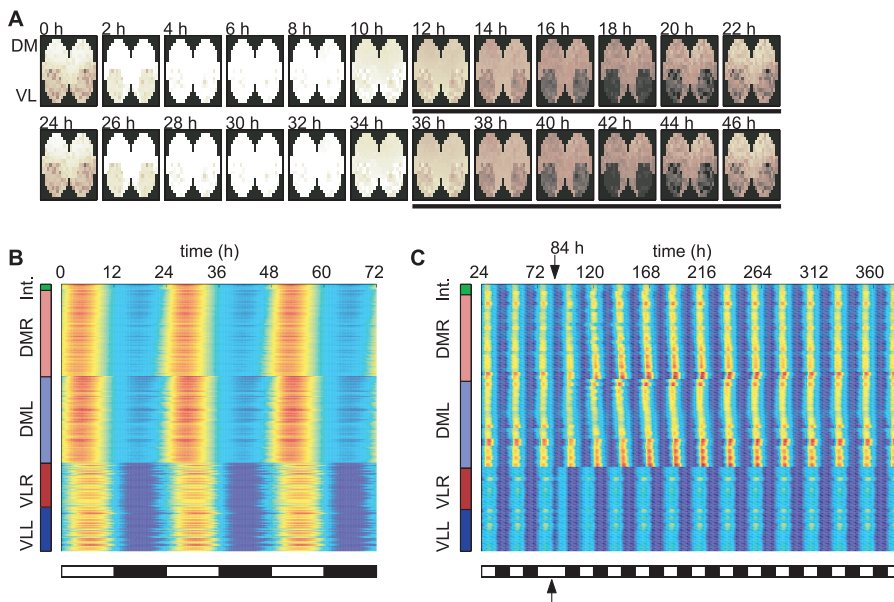 A
0 h 2 h 4 h 6 h 8 h 10 h 12 h 14 h 16 h 18 h 20 h 22 h
DM
VL
24 h 26 h 28 h 30 h 32 h 34 h 36 h 38 h 40 h 42 h 44 h 46 h
B
time (h)
0 12 24 36 48 60 72
Int.
DMR
DML
VLR
VLL
C
84 h
time (h)
24 72 120 168 216 264 312 360
Int.
DMR
DML
VLR
VLL